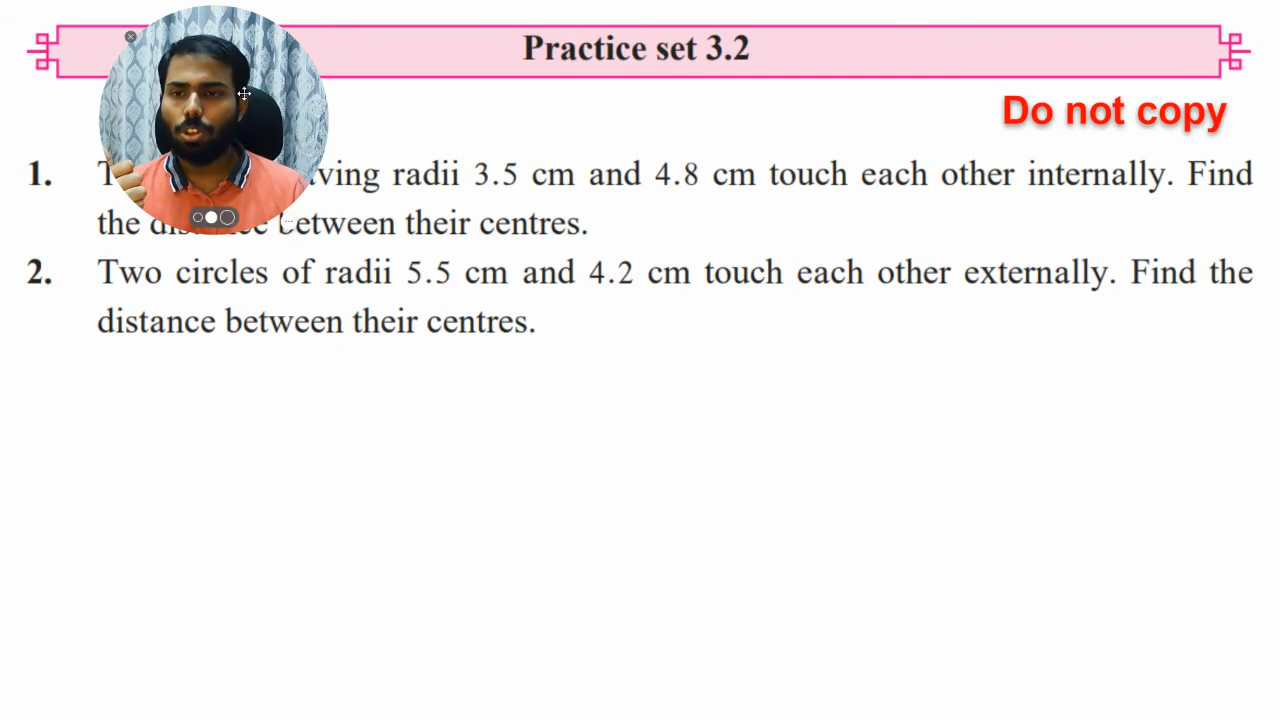 Practice set 3.2
Do not copy
1. radii 3.5 cm and 4.8 cm touch each other internally. Find
the between their centres.
2. Two circles of radii 5.5 cm and 4.2 cm touch each other externally. Find the
distance between their centres.